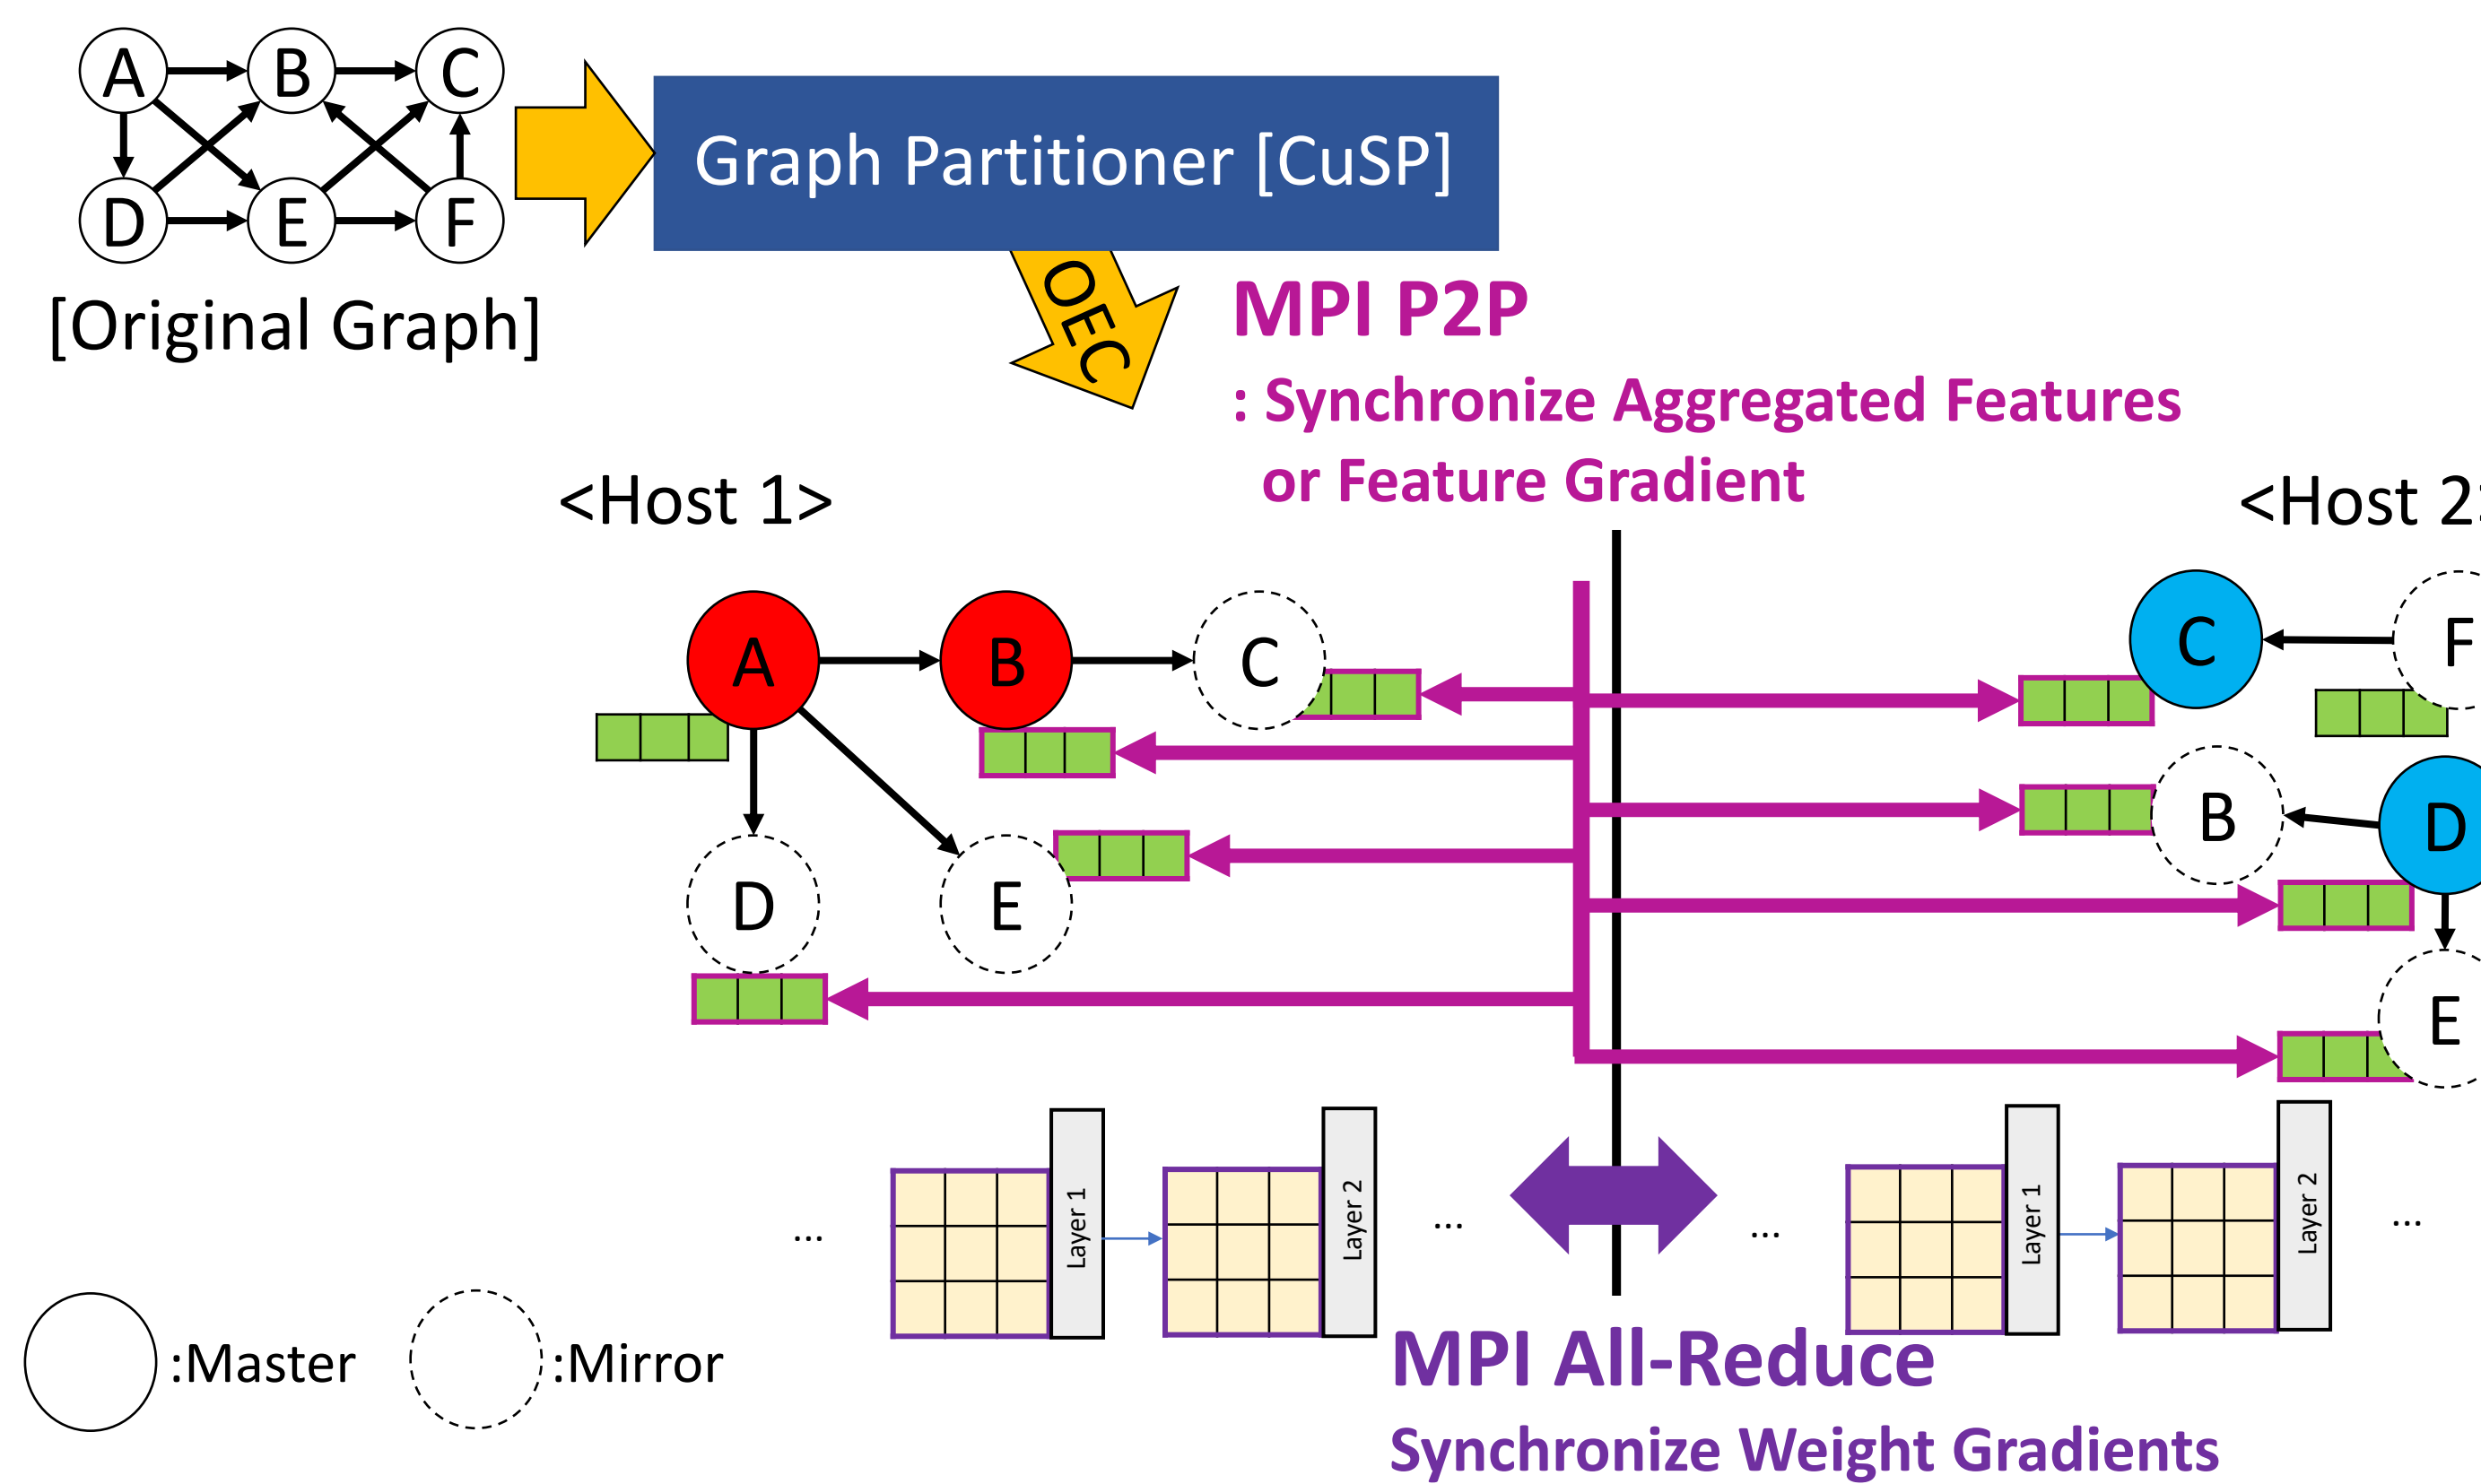 A B C
D E F
[Original Graph]
Graph Partitioner [CuSP]
OEC
MPI P2P
: Synchronize Aggregated Features
or Feature Gradient
<Host 1>
<Host 2
A B C
D E
C F
B D
E
... Layer 1 Layer 2 ...
... Layer 1 Layer 2 ...
:Master :Mirror
MPI All-Reduce
Synchronize Weight Gradients